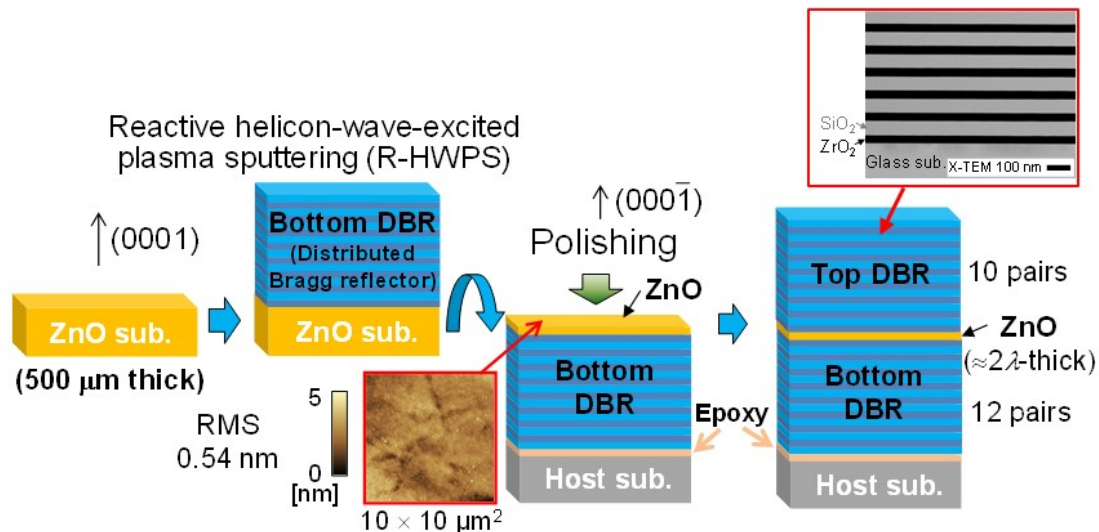 Reactive helicon-wave-excited
plasma sputtering (R-HWPS)
(0001)
ZnO sub.
(500 μm thick)
Bottom DBR
(Distributed
Bragg reflector)
ZnO sub.
(0001̄)
Polishing
ZnO
Bottom
DBR
Epoxy
Host sub.
RMS
0.54 nm
5
0
[nm]
10 × 10 μm²
SiO₂
ZrO₂
Glass sub.
X-TEM 100 nm
Top DBR
10 pairs
ZnO
(≈2λ-thick)
Bottom
DBR
12 pairs
Host sub.